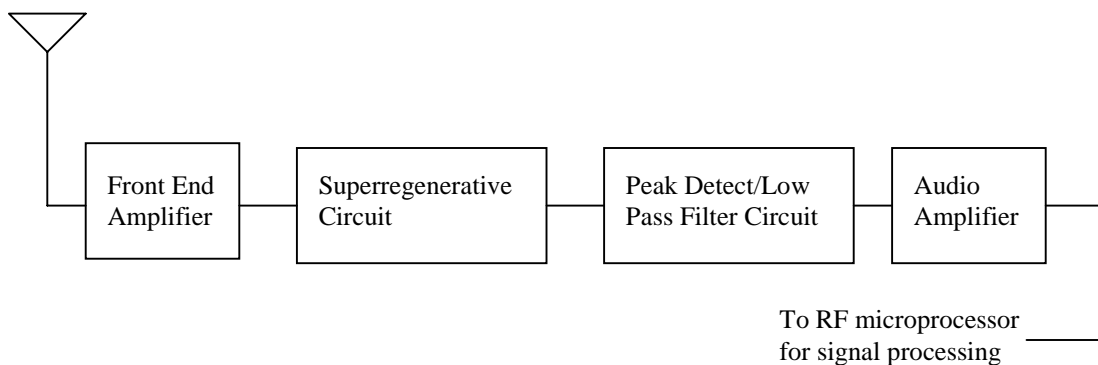 Front End
Amplifier
Superregenerative
Circuit
Peak Detect/Low
Pass Filter Circuit
Audio
Amplifier
To RF microprocessor
for signal processing